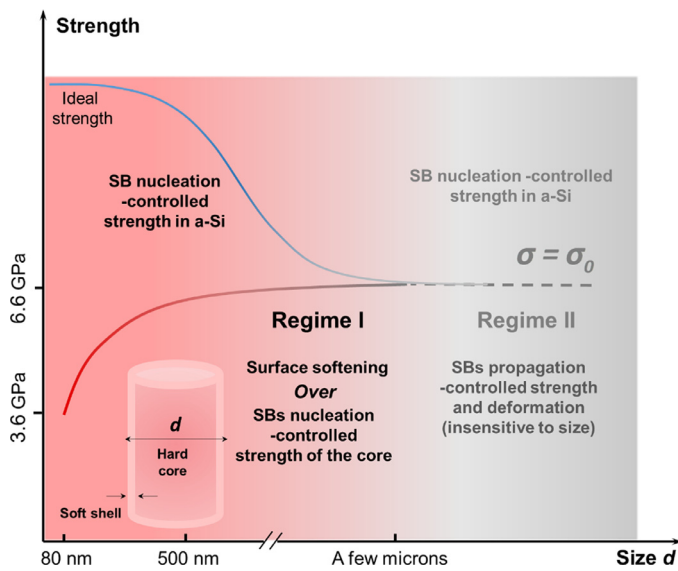 Strength
Ideal
strength
SB nucleation
-controlled
strength in a-Si
SB nucleation -controlled
strength in a-Si
σ = σ0
6.6 GPa
3.6 GPa
Regime I
Surface softening
Over
SBs nucleation
-controlled
strength of the core
Regime II
SBs propagation
-controlled strength
and deformation
(insensitive to size)
d
Hard
core
Soft shell
80 nm
500 nm
A few microns
Size d